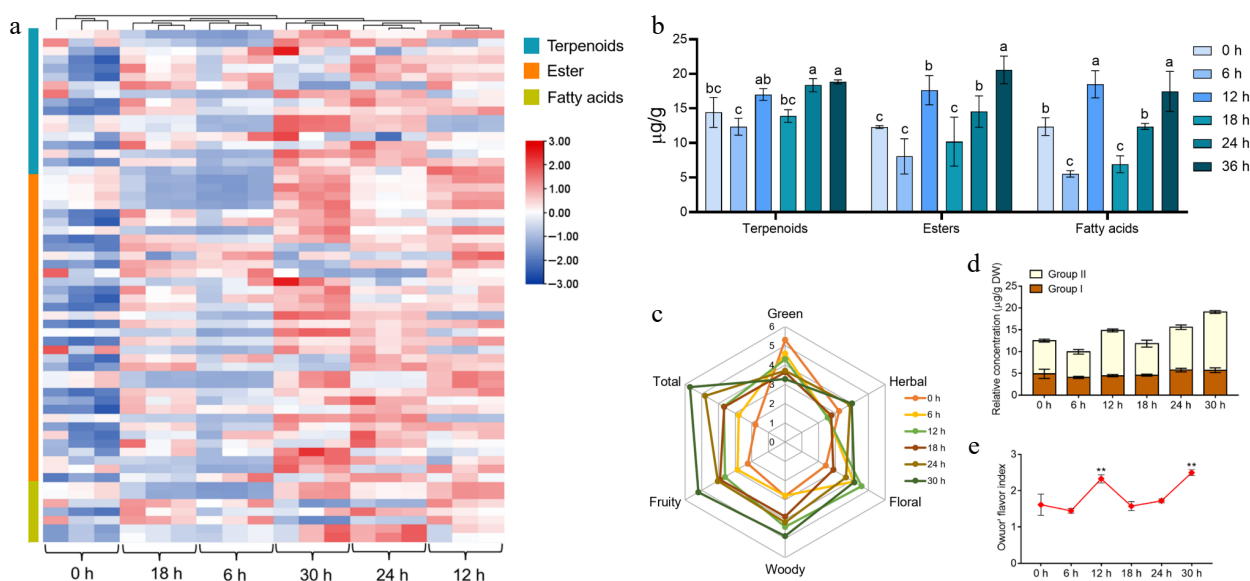 a
Terpenoids
Ester
Fatty acids
3.00
2.00
1.00
0.00
−1.00
−2.00
−3.00
0 h 18 h 6 h 30 h 24 h 12 h
b
µg/g
25
20
15
10
5
0
bc c ab bc a a
c c b c b a
b c a c b a
Terpenoids Esters Fatty acids
0 h
6 h
12 h
18 h
24 h
36 h
c
Green
Herbal
Floral
Woody
Fruity
Total
6
5
4
3
2
1
0
0 h
6 h
12 h
18 h
24 h
30 h
d
Relative concentration (µg/g DW)
Group II
Group I
25
20
15
10
5
0
0 h 6 h 12 h 18 h 24 h 30 h
e
Owuor' flavor index
3
2
1
0
** **
0 h 6 h 12 h 18 h 24 h 30 h